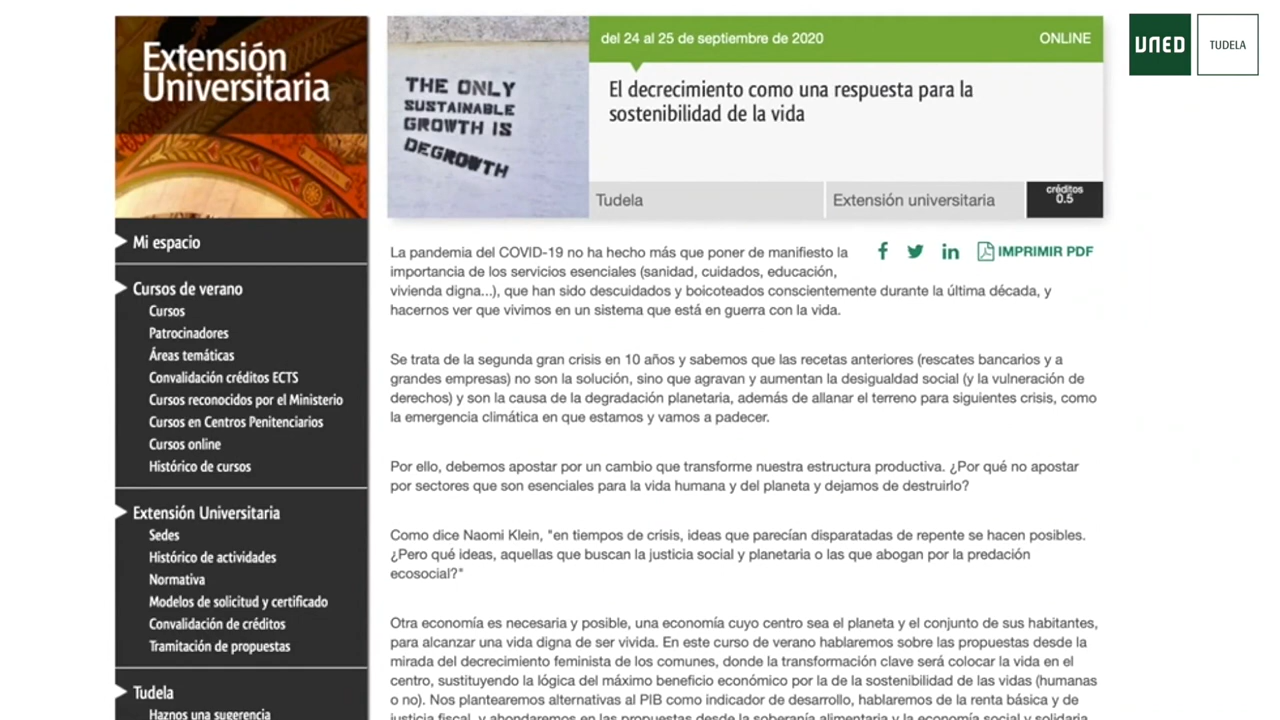 Extensión
Universitaria
Mi espacio
Cursos de verano
Cursos
Patrocinadores
Áreas temáticas
Convalidación créditos ECTS
Cursos reconocidos por el Ministerio
Cursos en Centros Penitenciarios
Cursos online
Histórico de cursos
Extensión Universitaria
Sedes
Histórico de actividades
Normativa
Modelos de solicitud y certificado
Convalidación de créditos
Tramitación de propuestas
Tudela
Haznos una sugerencia
THE ONLY
SUSTAINABLE
GROWTH IS
DEGROWTH
del 24 al 25 de septiembre de 2020
ONLINE
El decrecimiento como una respuesta para la
sostenibilidad de la vida
Tudela
Extensión universitaria
créditos
0.5
UNED
TUDELA
IMPRIMIR PDF
La pandemia del COVID-19 no ha hecho más que poner de manifiesto la
importancia de los servicios esenciales (sanidad, cuidados, educación,
vivienda digna...), que han sido descuidados y boicoteados conscientemente durante la última década, y
hacernos ver que vivimos en un sistema que está en guerra con la vida.
Se trata de la segunda gran crisis en 10 años y sabemos que las recetas anteriores (rescates bancarios y a
grandes empresas) no son la solución, sino que agravan y aumentan la desigualdad social (y la vulneración de
derechos) y son la causa de la degradación planetaria, además de allanar el terreno para siguientes crisis, como
la emergencia climática en que estamos y vamos a padecer.
Por ello, debemos apostar por un cambio que transforme nuestra estructura productiva. ¿Por qué no apostar
por sectores que son esenciales para la vida humana y del planeta y dejamos de destruirlo?
Como dice Naomi Klein, "en tiempos de crisis, ideas que parecían disparatadas de repente se hacen posibles.
¿Pero qué ideas, aquellas que buscan la justicia social y planetaria o las que abogan por la predación
ecosocial?"
Otra economía es necesaria y posible, una economía cuyo centro sea el planeta y el conjunto de sus habitantes,
para alcanzar una vida digna de ser vivida. En este curso de verano hablaremos sobre las propuestas desde la
mirada del decrecimiento feminista de los comunes, donde la transformación clave será colocar la vida en el
centro, sustituyendo la lógica del máximo beneficio económico por la de la sostenibilidad de las vidas (humanas
o no). Nos plantearemos alternativas al PIB como indicador de desarrollo, hablaremos de la renta básica y de
justicia fiscal, y abordaremos en las propuestas desde la soberanía alimentaria y la economía social y solidaria